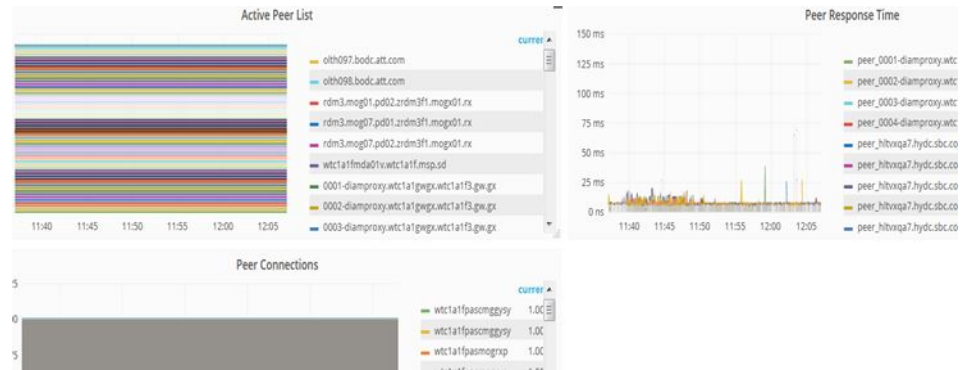 Active Peer List
current
olth097.bodc.att.com
olth098.bodc.att.com
rdm3.mog01.pd02.zrdm3f1.mogx01.rx
rdm3.mog07.pd01.zrdm3f1.mogx01.rx
rdm3.mog07.pd02.zrdm3f1.mogx01.rx
wtc1a1fmda01v.wtc1a1f.msp.sd
0001-diamproxy.wtc1a1gwgx.wtc1a1f3.gw.gx
0002-diamproxy.wtc1a1gwgx.wtc1a1f3.gw.gx
0003-diamproxy.wtc1a1gwgx.wtc1a1f3.gw.gx
11:40 11:45 11:50 11:55 12:00 12:05
Peer Response Time
150 ms
125 ms
100 ms
75 ms
50 ms
25 ms
0 ns
11:40 11:45 11:50 11:55 12:00 12:05
peer_0001-diamproxy.wtc
peer_0002-diamproxy.wtc
peer_0003-diamproxy.wtc
peer_0004-diamproxy.wtc
peer_hltvxqa7.hydc.sbc.co
peer_hltvxqa7.hydc.sbc.co
peer_hltvxqa7.hydc.sbc.co
peer_hltvxqa7.hydc.sbc.co
peer_hltvxqa7.hydc.sbc.co
Peer Connections
current
wtc1a1fpascmggysy 1.00
wtc1a1fpascmggysy 1.00
wtc1a1fpasmogrxp 1.00